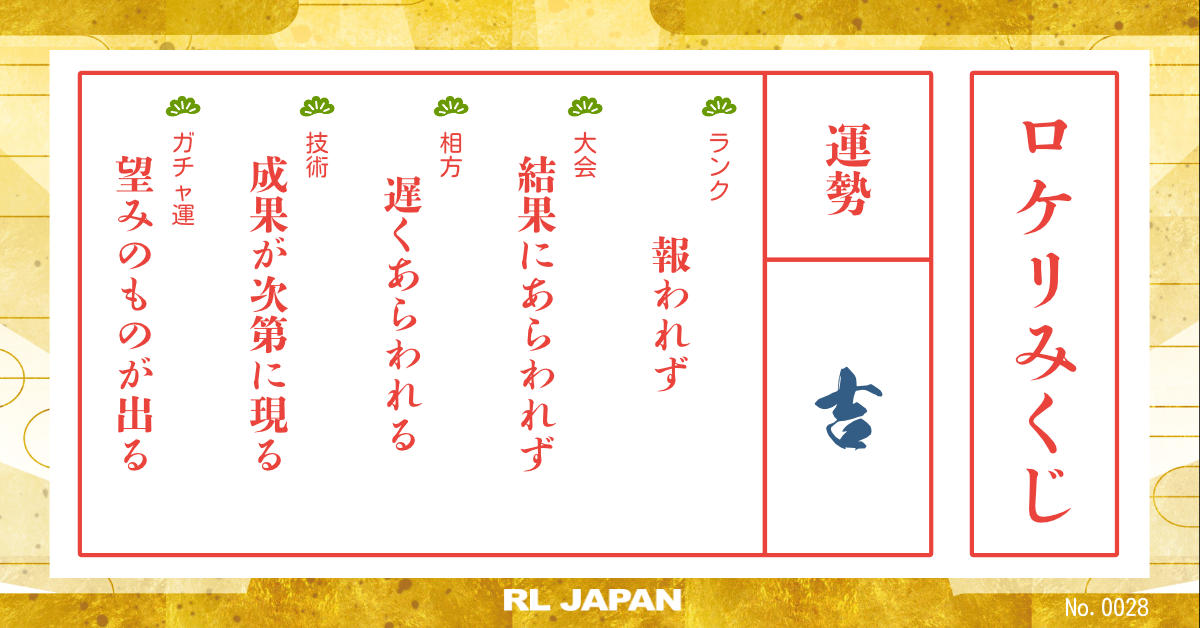 ロケリみくじ
運勢
吉
ランク
報われず
大会
結果にあらわれず
相方
遅くあらわれる
技術
成果が次第に現る
ガチャ運
望みのものが出る
RL JAPAN
No.0028